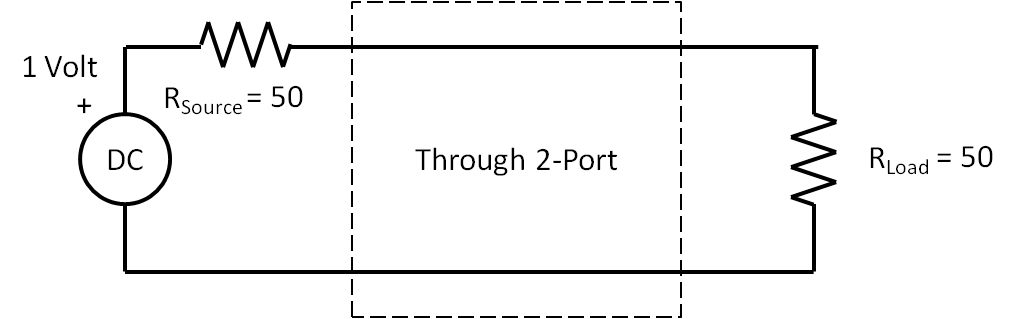 1 Volt
+
R_Source = 50
DC
Through 2-Port
R_Load = 50